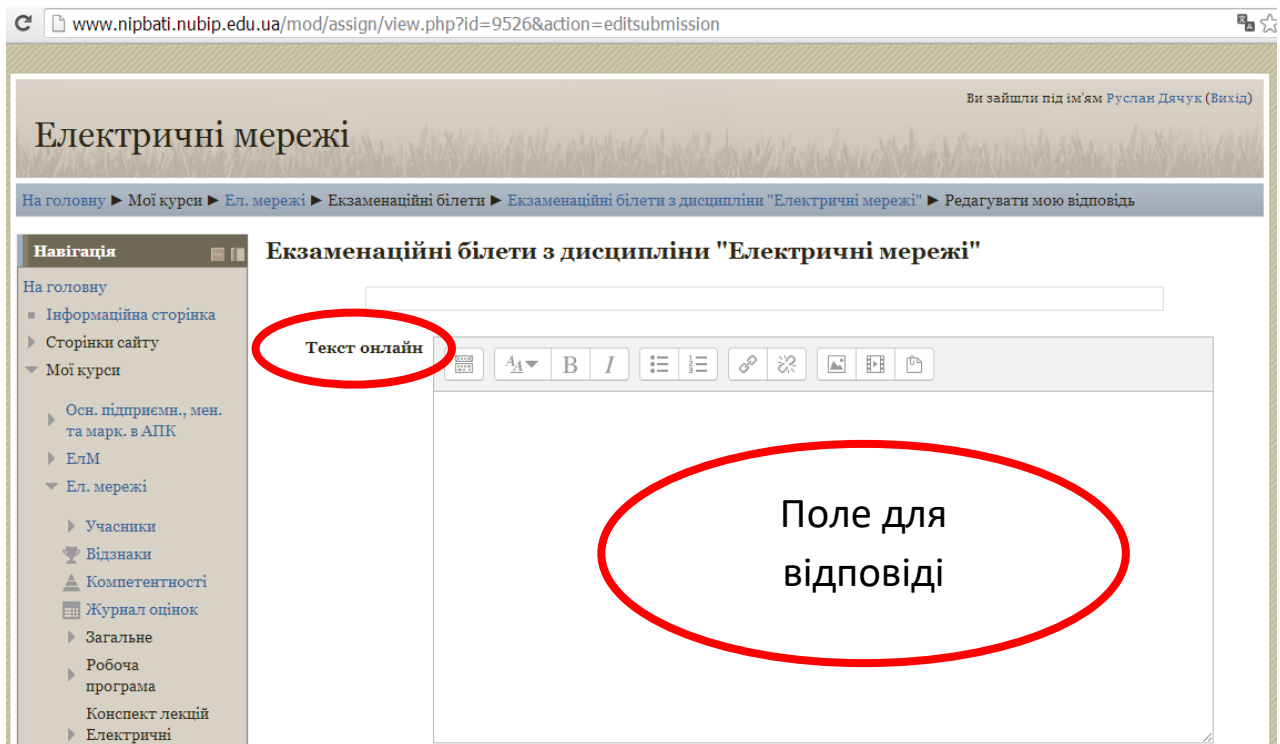 www.nipbati.nubip.edu.ua/mod/assign/view.php?id=9526&action=editsubmission
Ви зайшли під ім'ям Руслан Дячук (Вихід)
Електричні мережі
На головну ► Мої курси ► Ел. мережі ► Екзаменаційні білети ► Екзаменаційні білети з дисципліни "Електричні мережі" ► Редагувати мою відповідь
Навігація
На головну
Інформаційна сторінка
Сторінки сайту
Мої курси
Осн. підприємн., мен.
та марк. в АПК
ЕлМ
Ел. мережі
Учасники
Відзнаки
Компетентності
Журнал оцінок
Загальне
Робоча
програма
Конспект лекцій
Електричні
Екзаменаційні білети з дисципліни "Електричні мережі"
Текст онлайн
B I
Поле для
відповіді